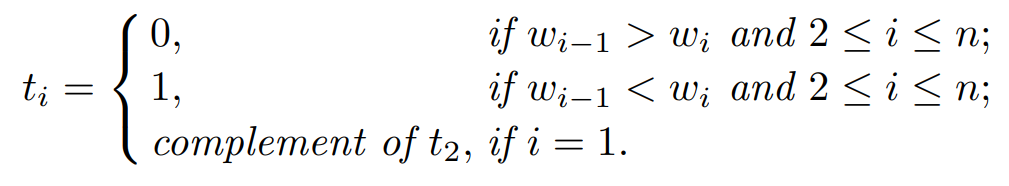 0, if w_{i−1} > w_i and 2 ≤ i ≤ n;
t_i = { 1, if w_{i−1} < w_i and 2 ≤ i ≤ n;
complement of t_2, if i = 1.